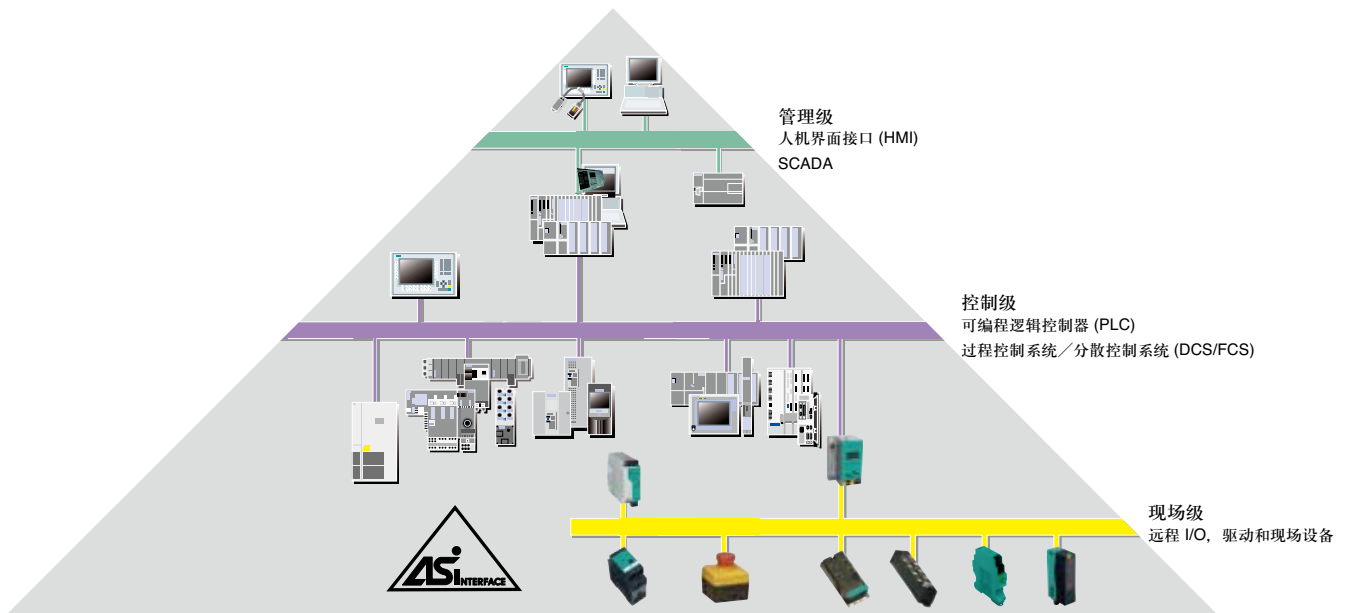 管理级
人机界面接口 (HMI)
SCADA
控制级
可编程逻辑控制器 (PLC)
过程控制系统／分散控制系统 (DCS/FCS)
现场级
远程 I/O，驱动和现场设备
ASi INTERFACE